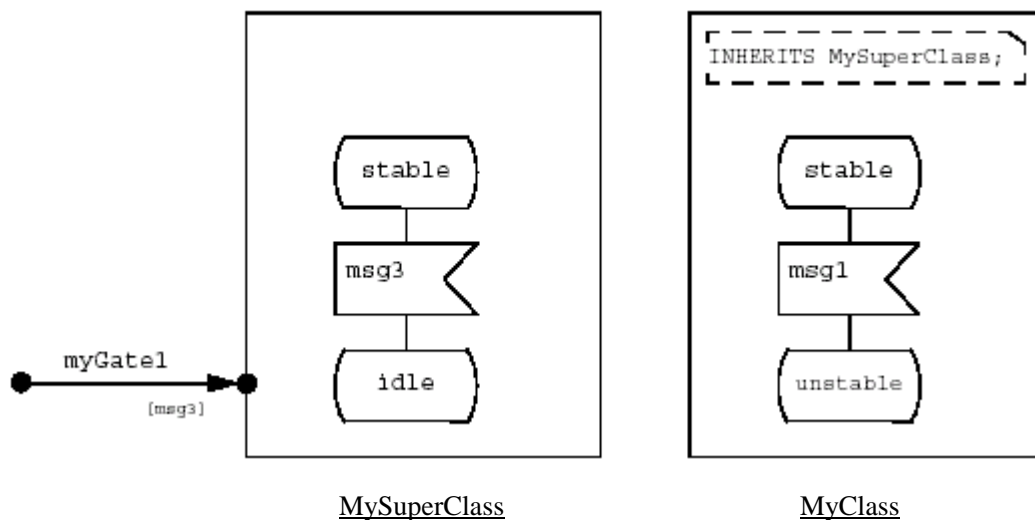 INHERITS MySuperClass;
stable
stable
msg3
msg1
myGate1
idle
unstable
[msg3]
MySuperClass
MyClass